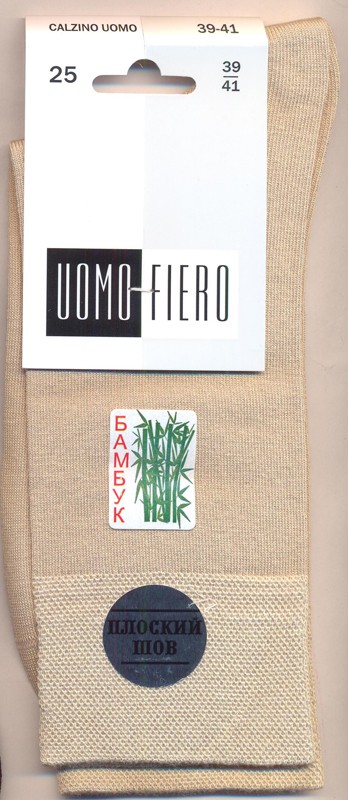 CALZINO UOMO 39-41
25 39
41
UOMO FIERO
БАМБУК
ПЛОСКИЙ
ШОВ